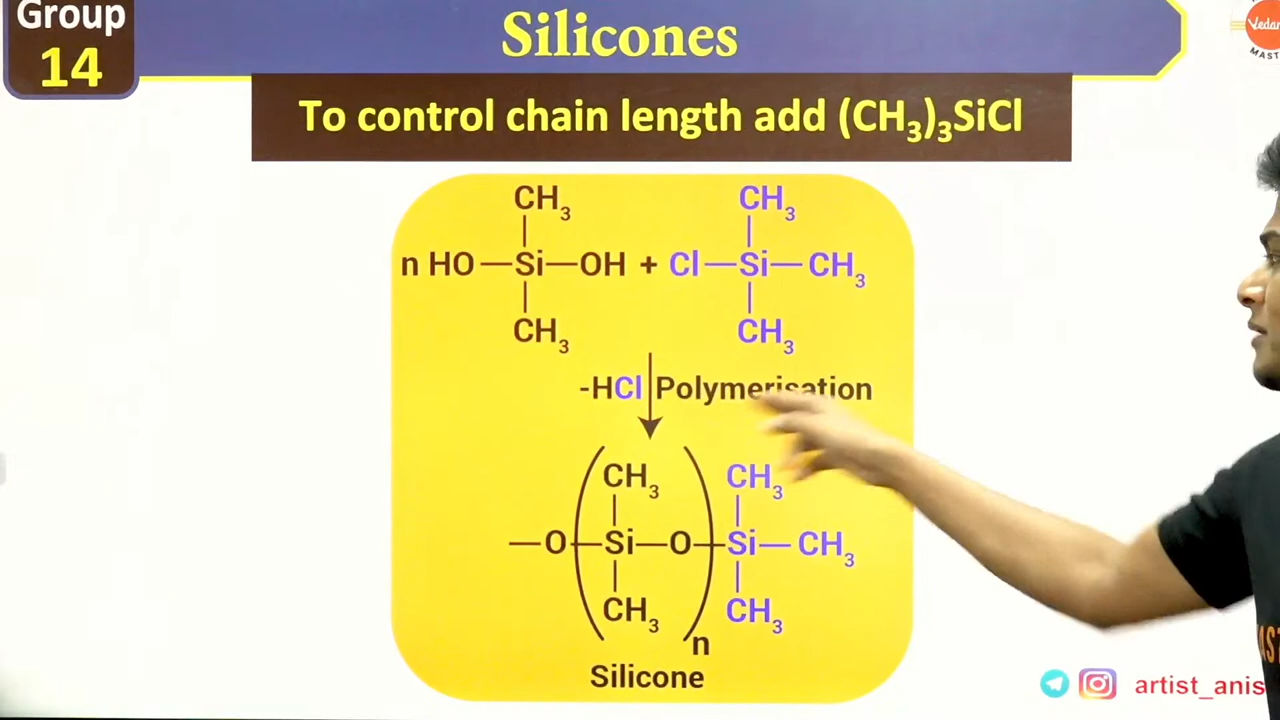 Group
14
Silicones
To control chain length add (CH₃)₃SiCl
CH₃ CH₃
n HO—Si—OH + Cl—Si—CH₃
CH₃ CH₃
-HCl Polymerisation
CH₃ CH₃
—O—(Si—O)—Si—CH₃
CH₃ CH₃
n
Silicone
artist_anis